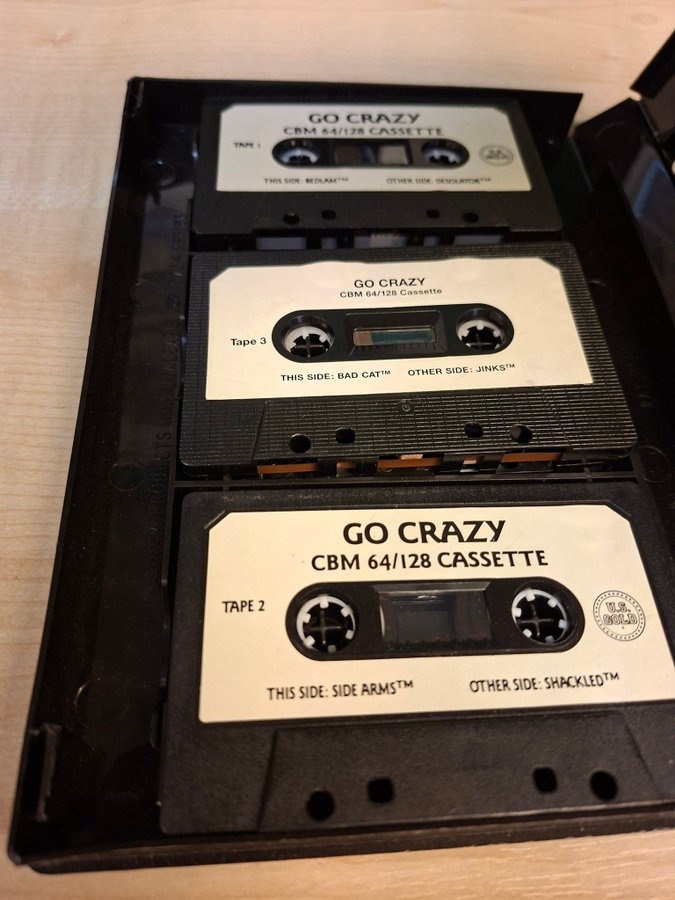 GO CRAZY
CBM 64/128 CASSETTE
TAPE 1
THIS SIDE: BEDLAM™ OTHER SIDE: DESOLATOR™
GO CRAZY
CBM 64/128 Cassette
Tape 3
THIS SIDE: BAD CAT™ OTHER SIDE: JINKS™
GO CRAZY
CBM 64/128 CASSETTE
TAPE 2
U.S.
GOLD
THIS SIDE: SIDE ARMS™ OTHER SIDE: SHACKLED™